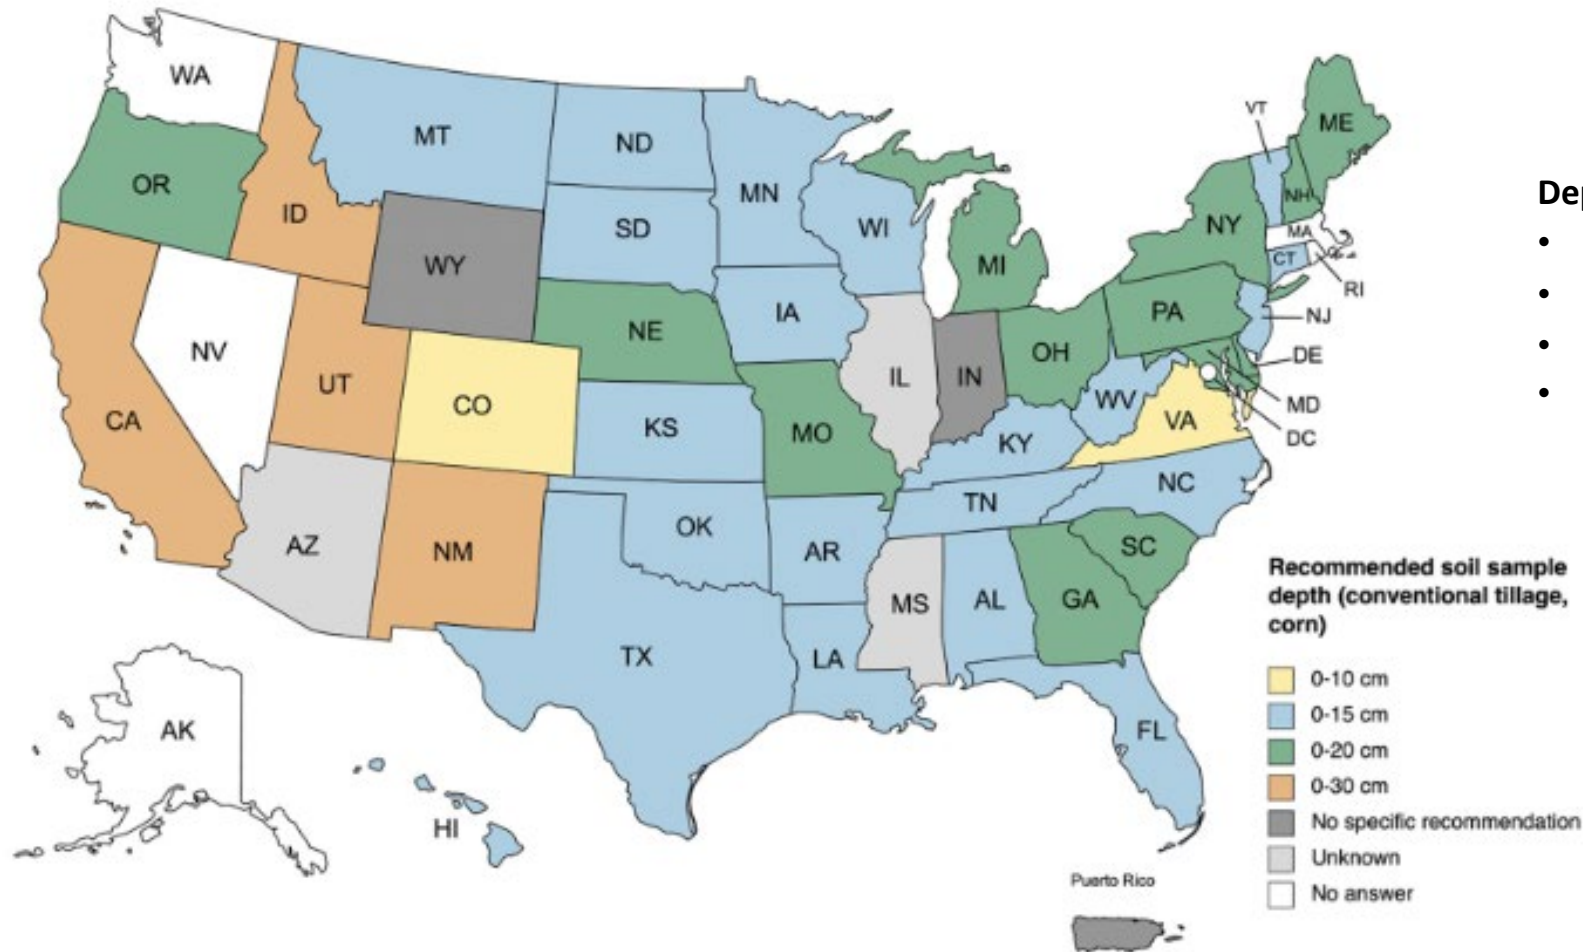 WA
MT
ND
MN
VT
ME
OR
ID
SD
WI
NH
NY
MA
WY
MI
CT
RI
IA
PA
NJ
NE
NV
OH
DE
UT
IL
IN
CO
WV
MD
CA
KS
MO
VA
DC
KY
NC
TN
OK
AZ
NM
AR
SC
MS
AL
GA
TX
LA
AK
FL
HI
Dep
•
•
•
•
Recommended soil sample
depth (conventional tillage,
corn)
0-10 cm
0-15 cm
0-20 cm
0-30 cm
No specific recommendation
Unknown
No answer
Puerto Rico